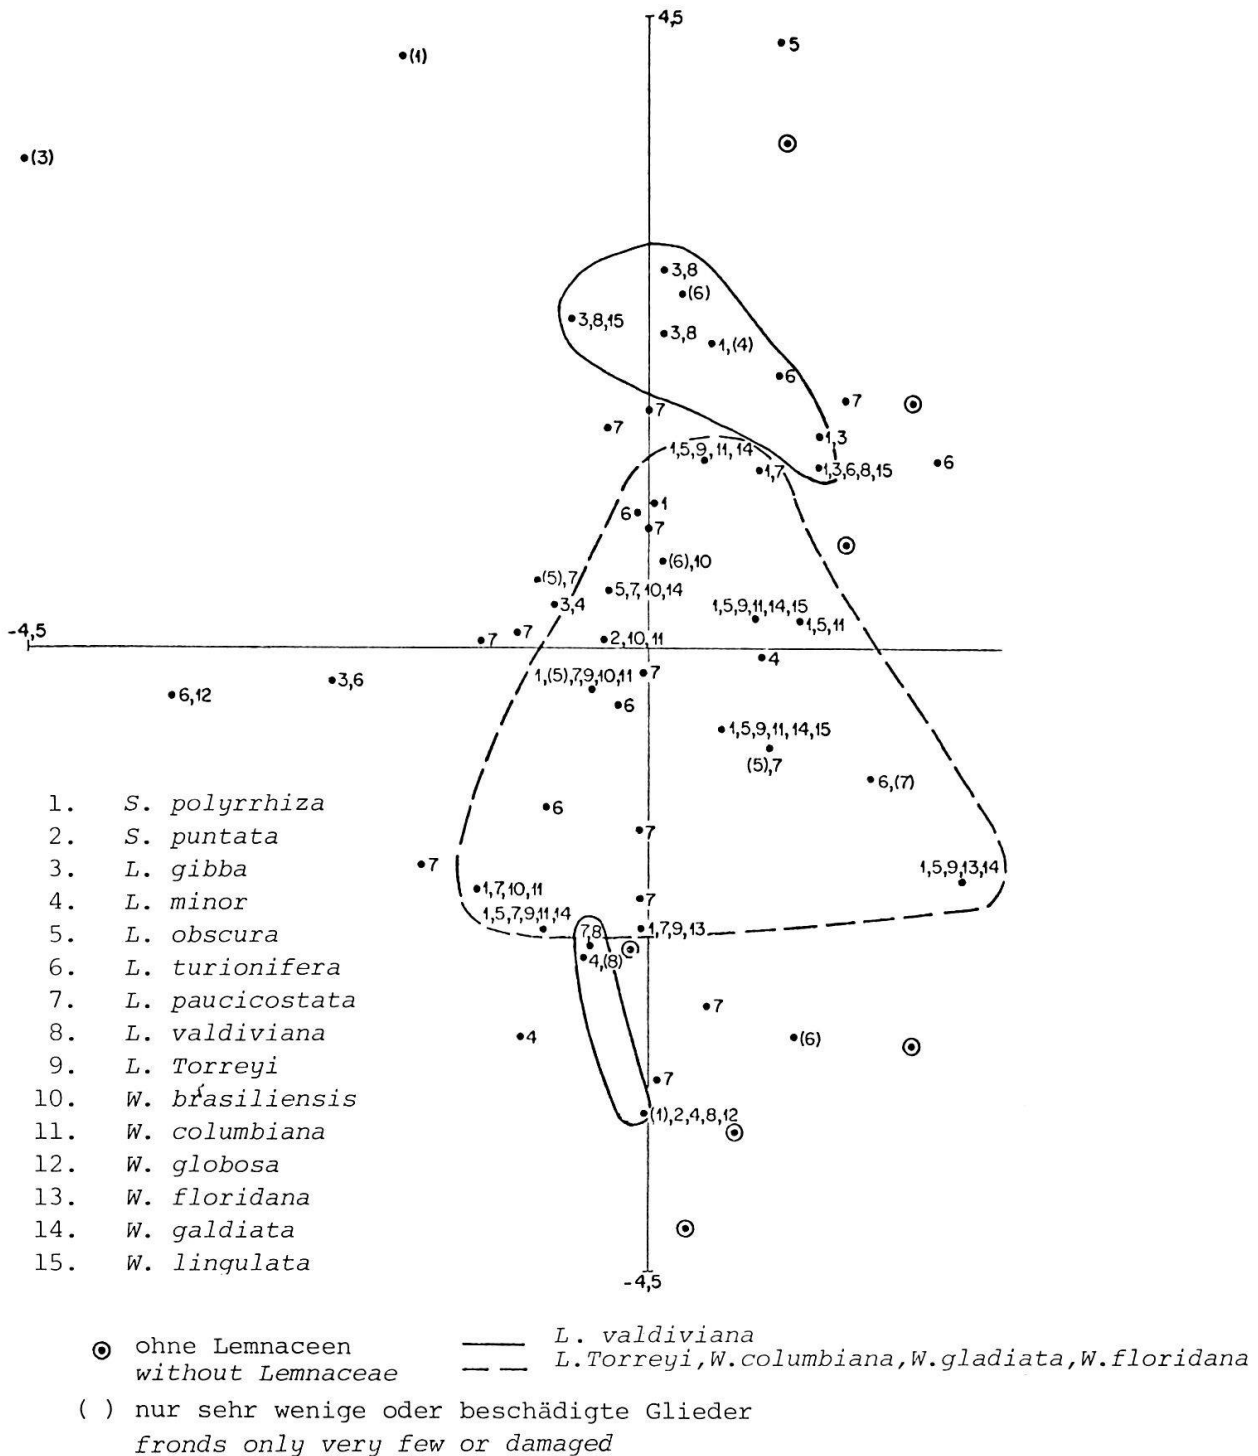 4,5
5
(1)
(3)
3,8
(6)
3,8,15
3,8
1,(4)
6
7
7
7
1,3
1,5,9,11,14
1,7
1,3,6,8,15
6
1
6
7
(6),10
(5),7
5,7,10,14
3,4
1,5,9,11,14,15
1,5,11
-4,5
7
7
2,10,11
4
1,(5),7,9,10,11
7
3,6
6,12
6
1,5,9,11,14,15
(5),7
6,(7)
6
7
7
1,5,9,13,14
1,7,10,11
7
1,5,7,9,11,14
1,7,9,13
7,8
4,(8)
7
4
(6)
7
(1),2,4,8,12
-4,5
1. S. polyrrhiza
2. S. puntata
3. L. gibba
4. L. minor
5. L. obscura
6. L. turionifera
7. L. paucicostata
8. L. valdiviana
9. L. Torreyi
10. W. brasiliensis
11. W. columbiana
12. W. globosa
13. W. floridana
14. W. galdiata
15. W. lingulata
ohne Lemnaceen
without Lemnaceae
L. valdiviana
L.Torreyi,W.columbiana,W.gladiata,W.floridana
( ) nur sehr wenige oder beschädigte Glieder
fronds only very few or damaged